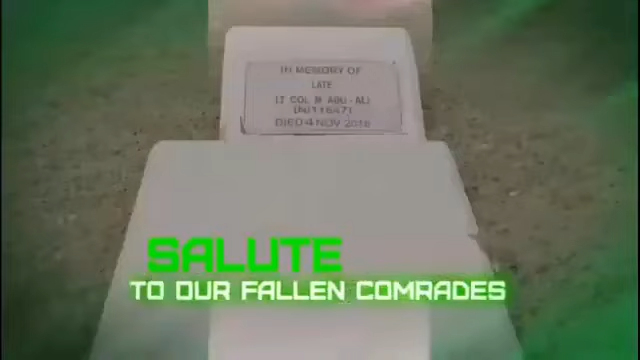 IN MEMORY OF
LATE
LT COL M ABU-ALI
DIED 4 NOV 2016
SALUTE
TO OUR FALLEN COMRADES